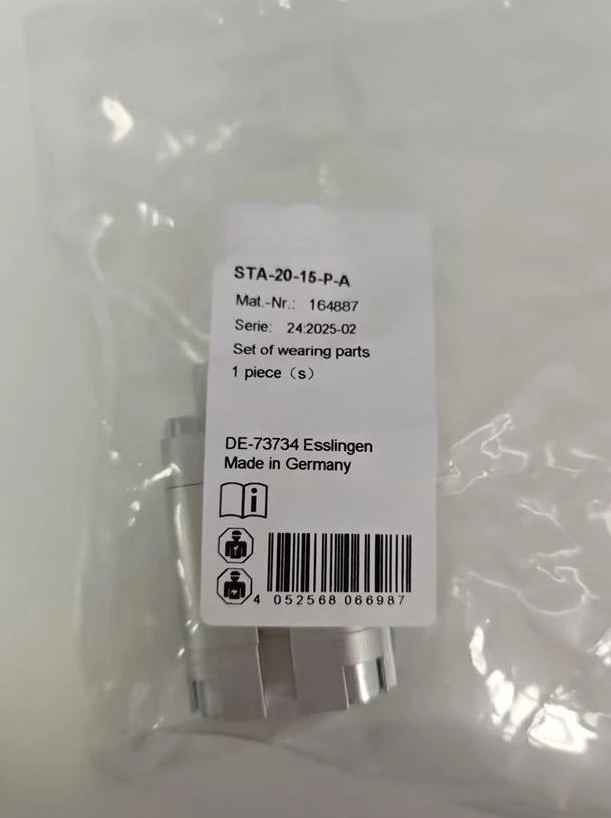 STA-20-15-P-A
Mat.-Nr.: 164887
Serie: 24:2025-02
Set of wearing parts
1 piece（s）
DE-73734 Esslingen
Made in Germany
i
4 052568 066987